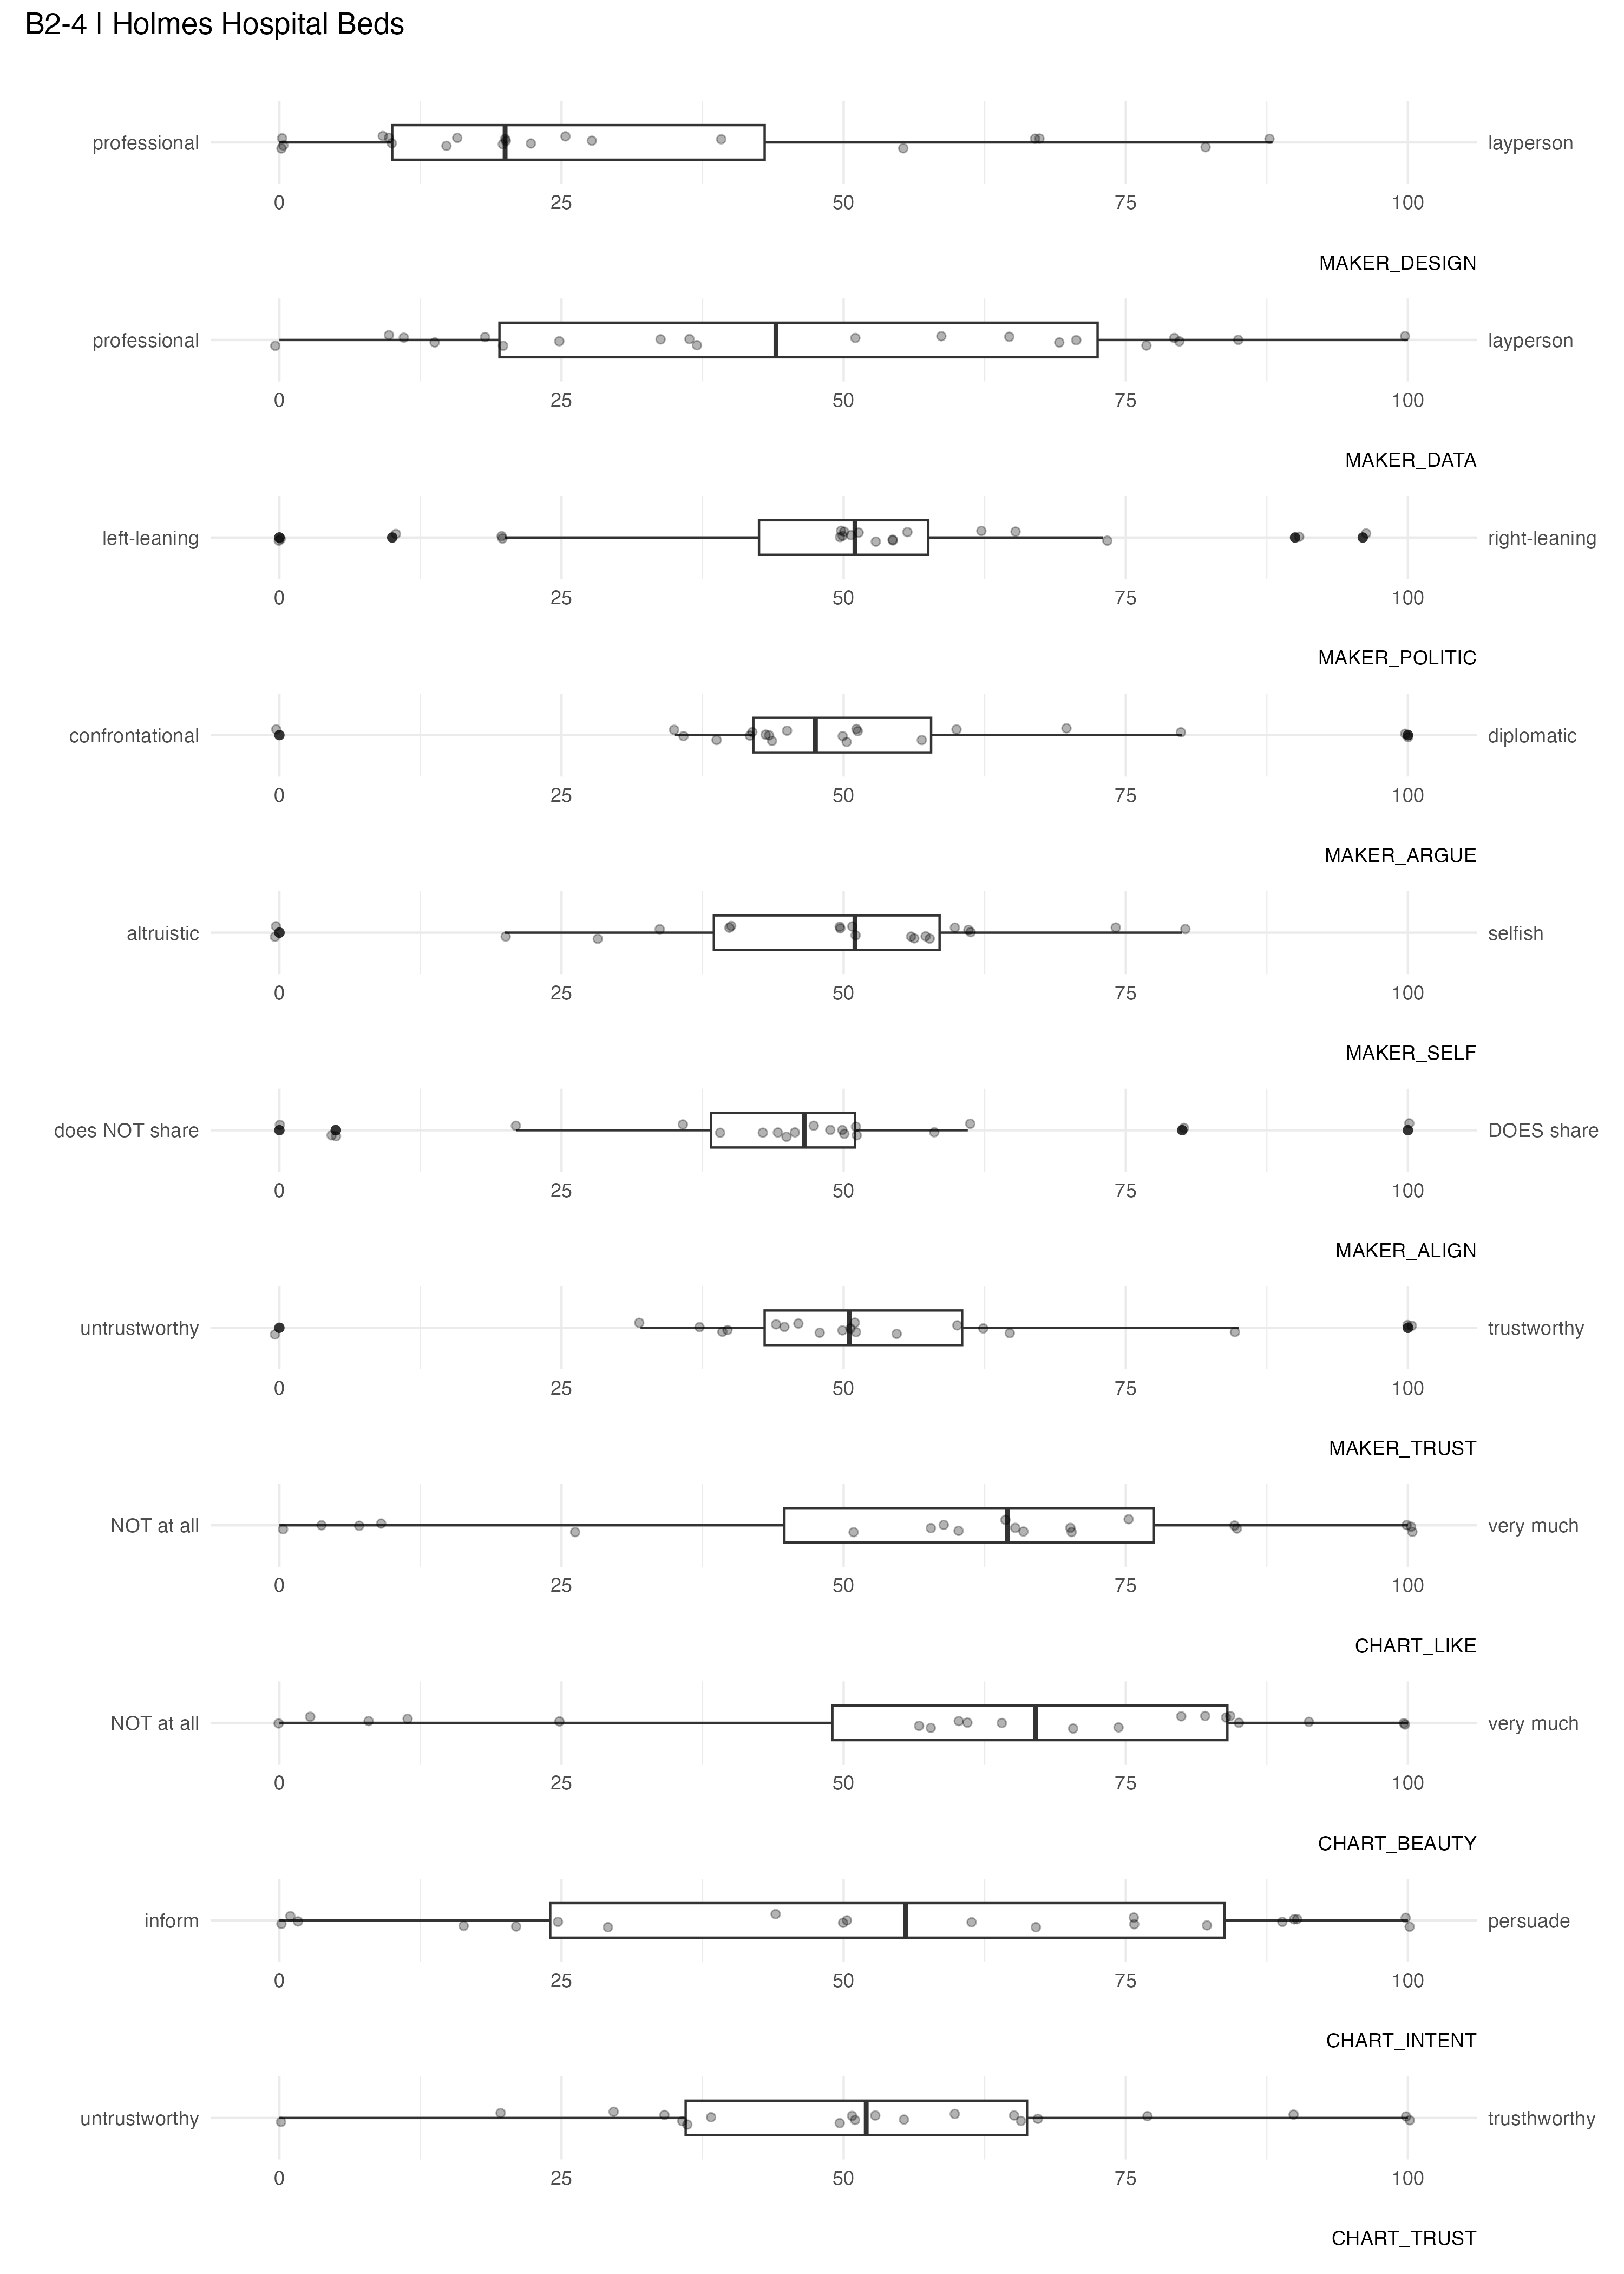 B2-4 | Holmes Hospital Beds
professional layperson
0 25 50 75 100
MAKER_DESIGN
professional layperson
0 25 50 75 100
MAKER_DATA
left-leaning right-leaning
0 25 50 75 100
MAKER_POLITIC
confrontational diplomatic
0 25 50 75 100
MAKER_ARGUE
altruistic selfish
0 25 50 75 100
MAKER_SELF
does NOT share DOES share
0 25 50 75 100
MAKER_ALIGN
untrustworthy trustworthy
0 25 50 75 100
MAKER_TRUST
NOT at all very much
0 25 50 75 100
CHART_LIKE
NOT at all very much
0 25 50 75 100
CHART_BEAUTY
inform persuade
0 25 50 75 100
CHART_INTENT
untrustworthy trusthworthy
0 25 50 75 100
CHART_TRUST